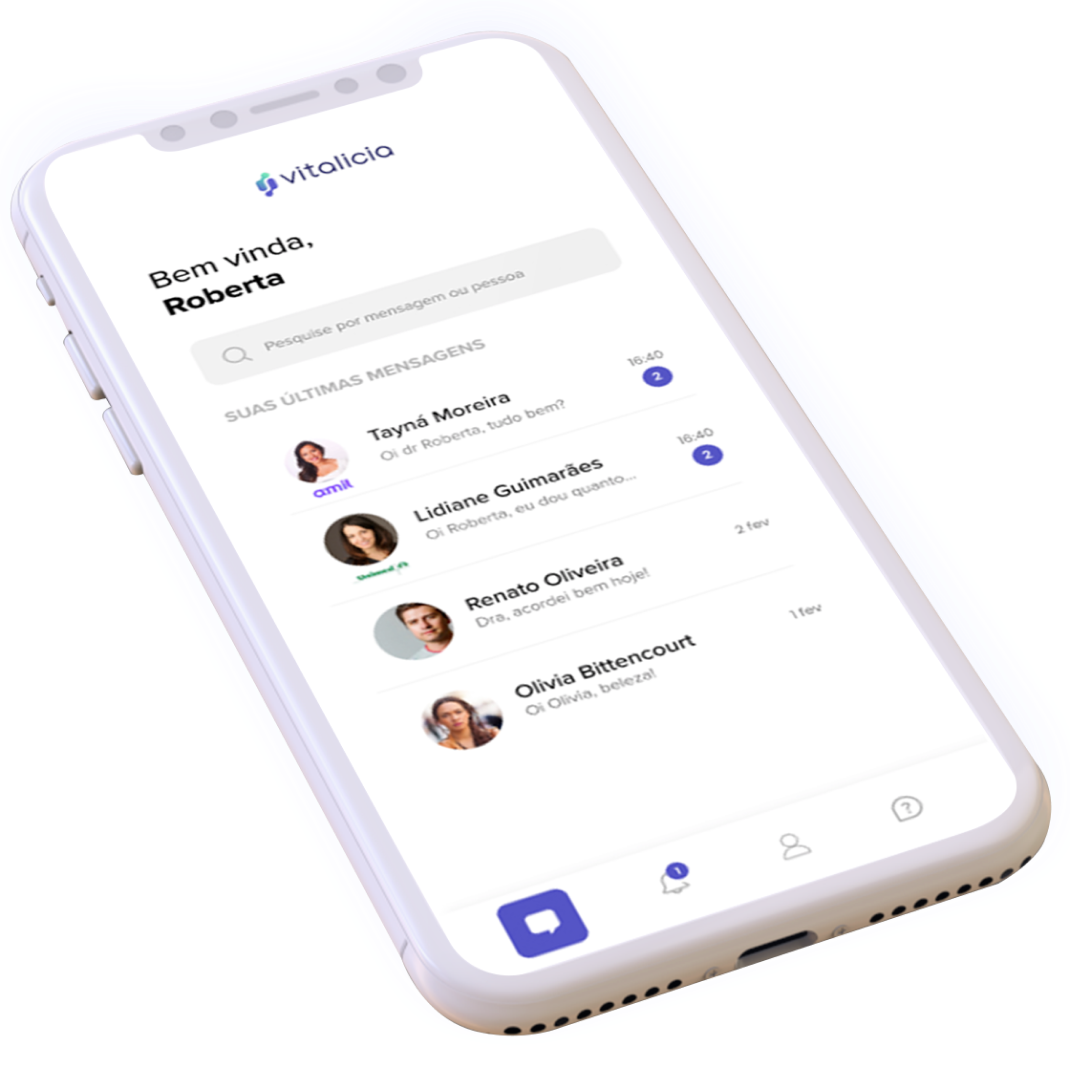 vitalicia
Bem vinda,
Roberta
Pesquise por mensagem ou pessoa
SUAS ÚLTIMAS MENSAGENS
Tayná Moreira
16:40
Oi dr Roberta, tudo bem?
2
amil
Lidiane Guimarães
16:40
Oi Roberta, eu dou quanto...
2
Unimed
Renato Oliveira
2 fev
Dra, acordei bem hoje!
Olivia Bittencourt
1 fev
Oi Olivia, beleza!
1
?